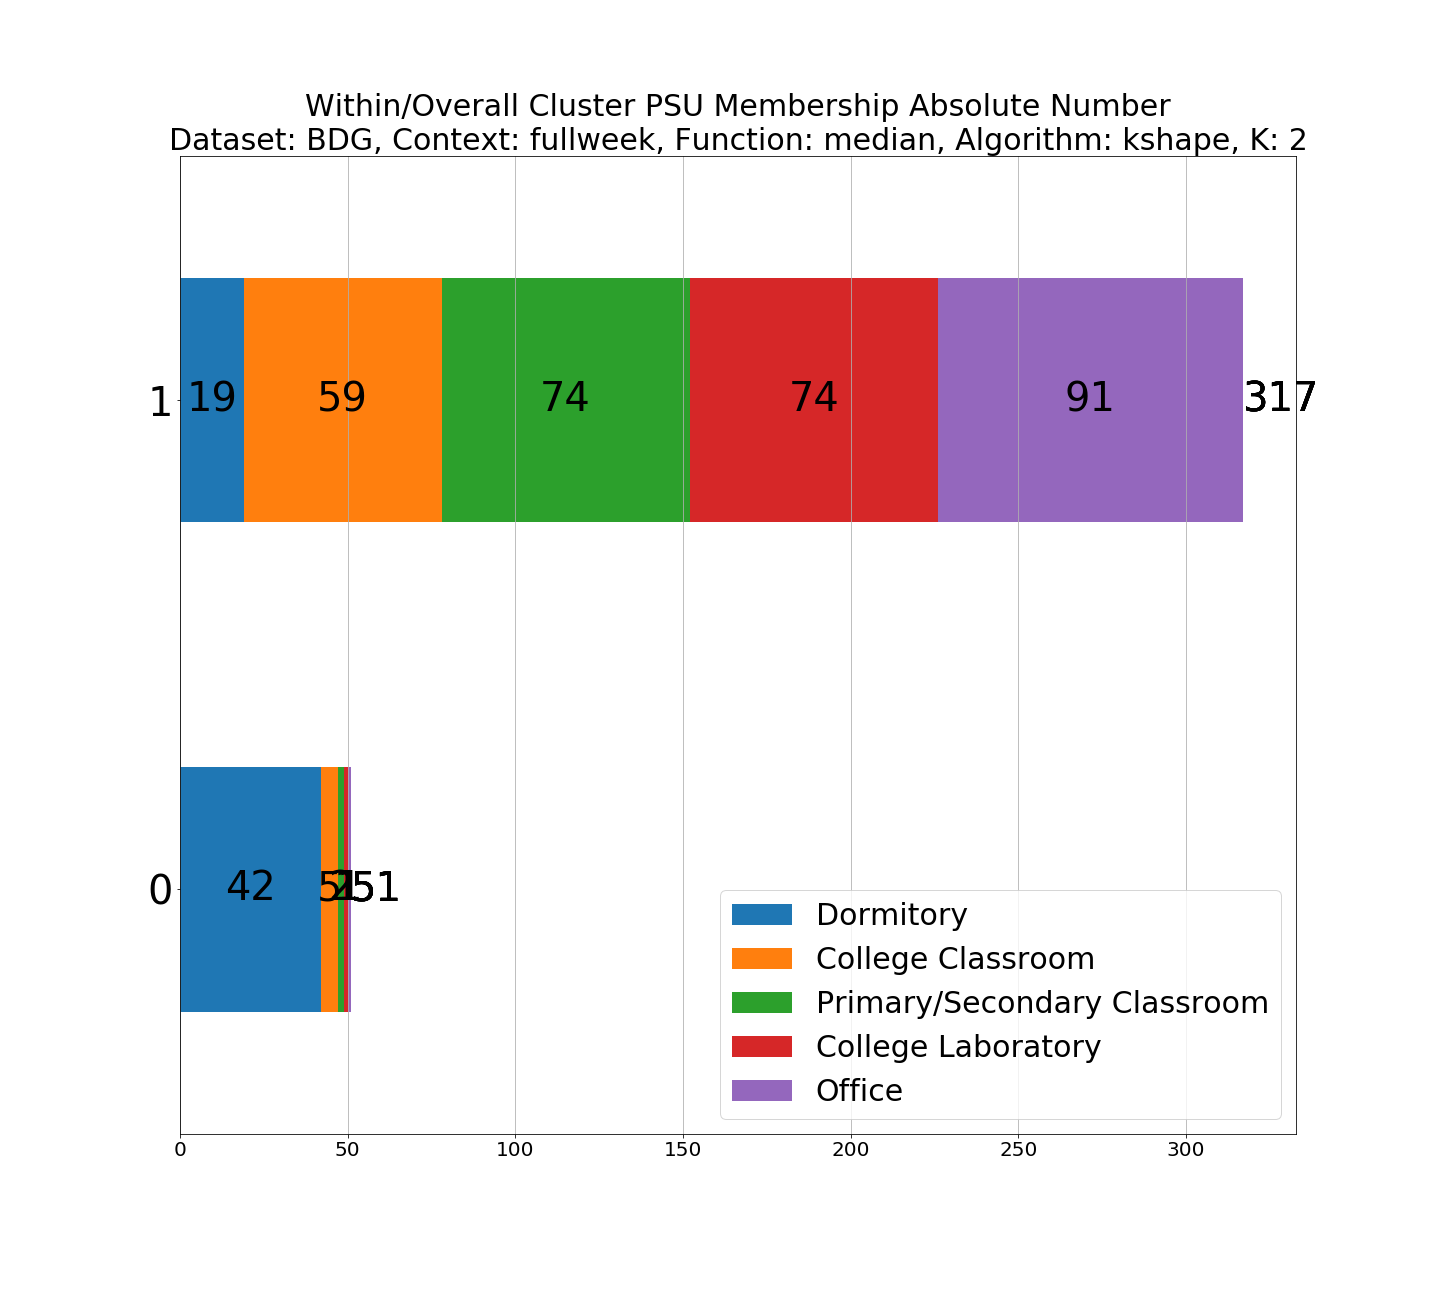 Within/Overall Cluster PSU Membership Absolute Number
Dataset: BDG, Context: fullweek, Function: median, Algorithm: kshape, K: 2
1
19
59
74
74
91
317
0
42
5
51
Dormitory
College Classroom
Primary/Secondary Classroom
College Laboratory
Office
0
50
100
150
200
250
300